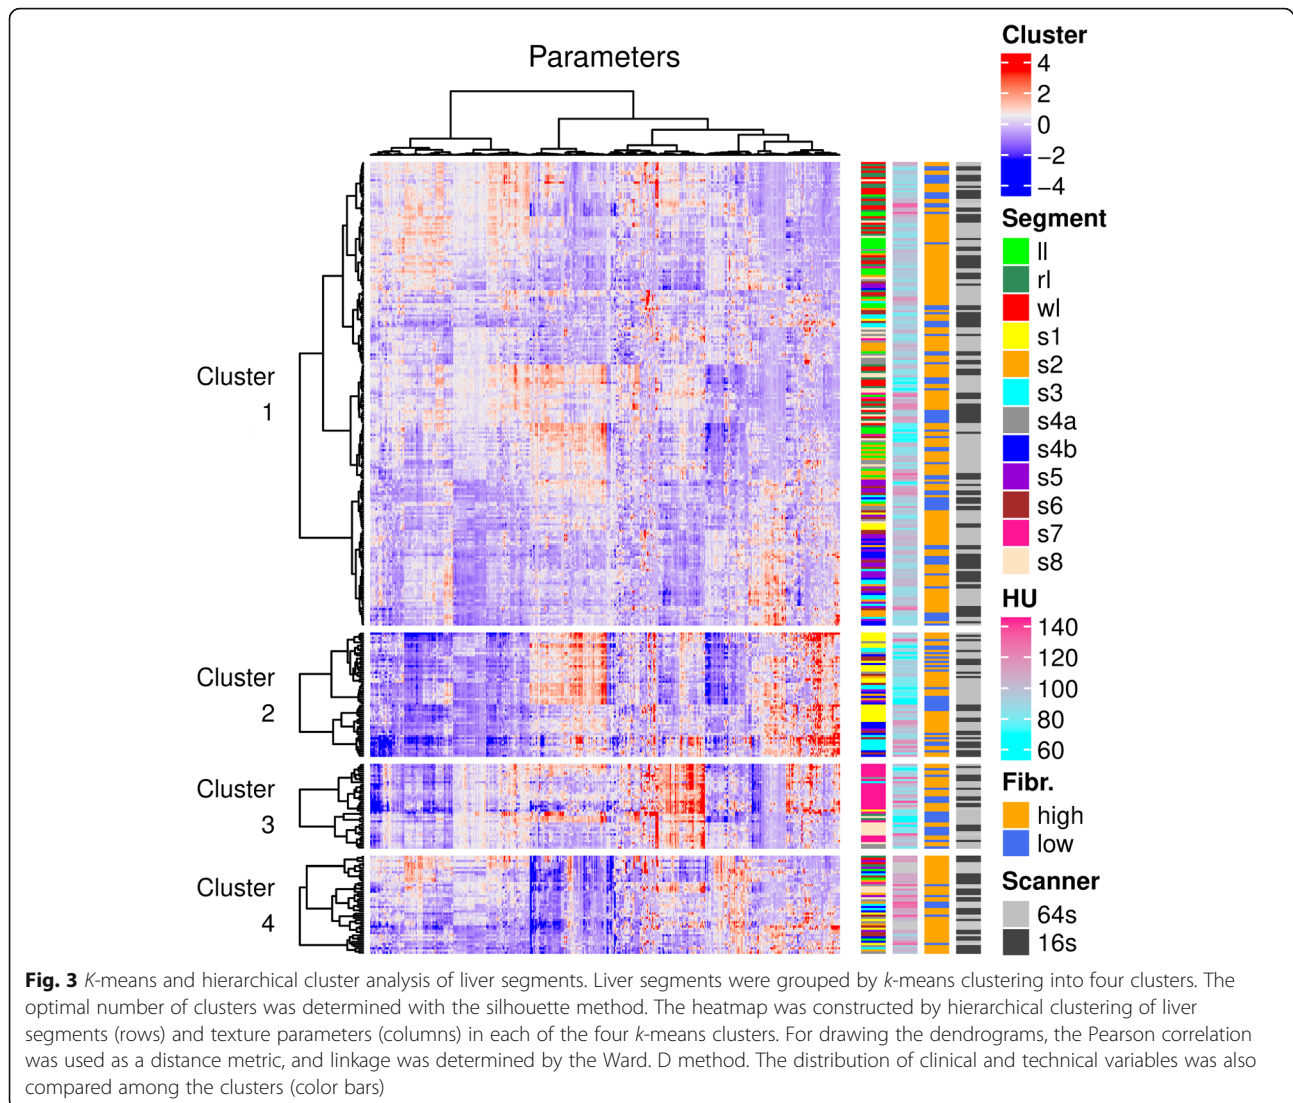 Parameters
Cluster
1
Cluster
2
Cluster
3
Cluster
4
Cluster
4
2
0
−2
−4
Segment
ll
rl
wl
s1
s2
s3
s4a
s4b
s5
s6
s7
s8
HU
140
120
100
80
60
Fibr.
high
low
Scanner
64s
16s
Fig. 3 K-means and hierarchical cluster analysis of liver segments. Liver segments were grouped by k-means clustering into four clusters. The
optimal number of clusters was determined with the silhouette method. The heatmap was constructed by hierarchical clustering of liver
segments (rows) and texture parameters (columns) in each of the four k-means clusters. For drawing the dendrograms, the Pearson correlation
was used as a distance metric, and linkage was determined by the Ward. D method. The distribution of clinical and technical variables was also
compared among the clusters (color bars)